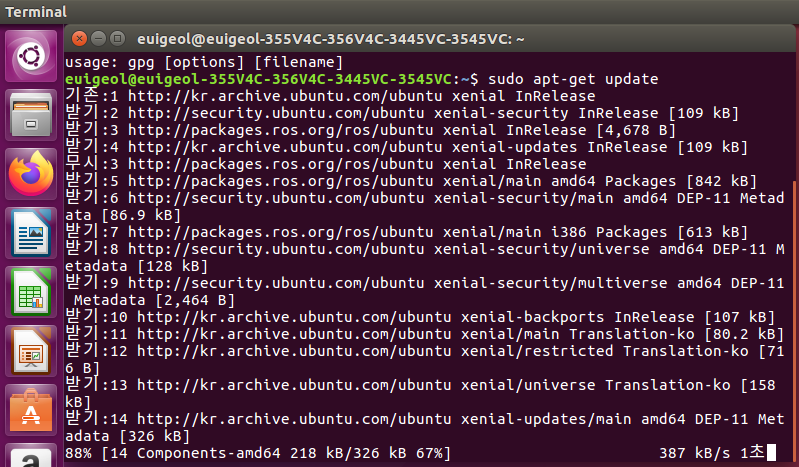 Terminal
euigeol@euigeol-355V4C-356V4C-3445VC-3545VC: ~
usage: gpg [options] [filename]
euigeol@euigeol-355V4C-356V4C-3445VC-3545VC:~$ sudo apt-get update
기존:1 http://kr.archive.ubuntu.com/ubuntu xenial InRelease
받기:2 http://security.ubuntu.com/ubuntu xenial-security InRelease [109 kB]
받기:3 http://packages.ros.org/ros/ubuntu xenial InRelease [4,678 B]
받기:4 http://kr.archive.ubuntu.com/ubuntu xenial-updates InRelease [109 kB]
무시:3 http://packages.ros.org/ros/ubuntu xenial InRelease
받기:5 http://packages.ros.org/ros/ubuntu xenial/main amd64 Packages [842 kB]
받기:6 http://security.ubuntu.com/ubuntu xenial-security/main amd64 DEP-11 Metad
ata [86.9 kB]
받기:7 http://packages.ros.org/ros/ubuntu xenial/main i386 Packages [613 kB]
받기:8 http://security.ubuntu.com/ubuntu xenial-security/universe amd64 DEP-11 M
etadata [128 kB]
받기:9 http://security.ubuntu.com/ubuntu xenial-security/multiverse amd64 DEP-11
 Metadata [2,464 B]
받기:10 http://kr.archive.ubuntu.com/ubuntu xenial-backports InRelease [107 kB]
받기:11 http://kr.archive.ubuntu.com/ubuntu xenial/main Translation-ko [80.2 kB]
받기:12 http://kr.archive.ubuntu.com/ubuntu xenial/restricted Translation-ko [71
6 B]
받기:13 http://kr.archive.ubuntu.com/ubuntu xenial/universe Translation-ko [158 
kB]
받기:14 http://kr.archive.ubuntu.com/ubuntu xenial-updates/main amd64 DEP-11 Met
adata [326 kB]
88% [14 Components-amd64 218 kB/326 kB 67%] 387 kB/s 1초